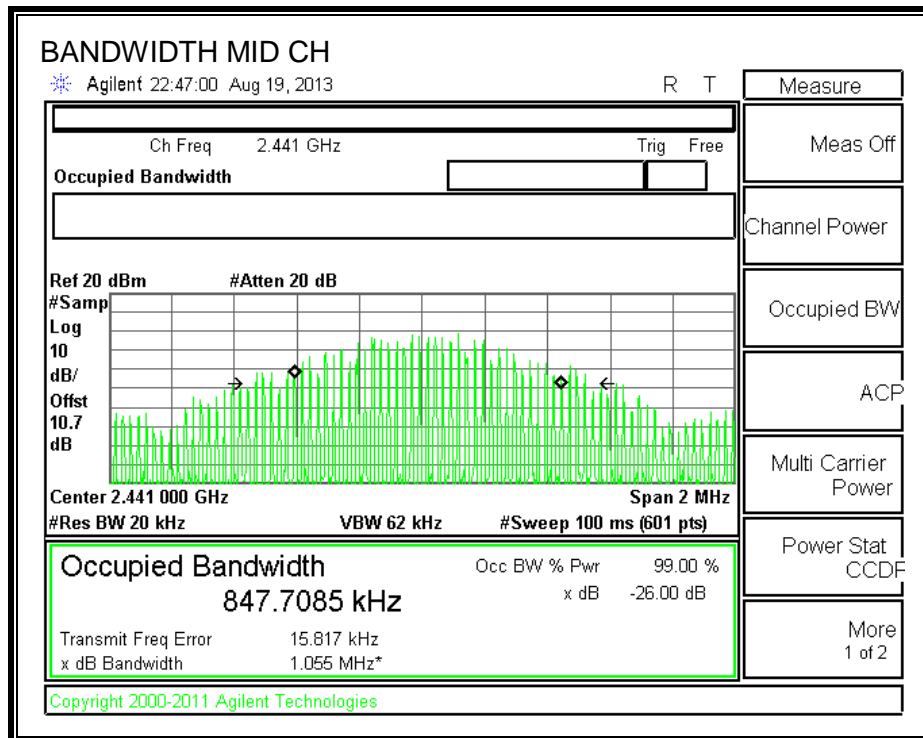 BANDWIDTH MID CH
Agilent 22:47:00 Aug 19, 2013 R T
Measure
Ch Freq 2.441 GHz Trig Free
Meas Off
Occupied Bandwidth
Channel Power
Ref 20 dBm #Atten 20 dB
#Samp
Log
10
dB/
Offst
10.7
dB
Occupied BW
ACP
Multi Carrier
Power
Center 2.441 000 GHz Span 2 MHz
#Res BW 20 kHz VBW 62 kHz #Sweep 100 ms (601 pts)
Power Stat
CCDF
Occupied Bandwidth
847.7085 kHz
Occ BW % Pwr 99.00 %
x dB -26.00 dB
Transmit Freq Error 15.817 kHz
x dB Bandwidth 1.055 MHz*
More
1 of 2
Copyright 2000-2011 Agilent Technologies